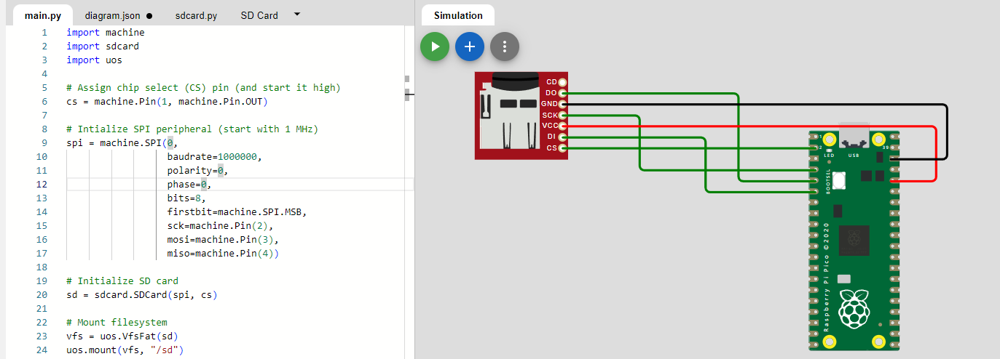 main.py diagram.json ● sdcard.py SD Card
1 import machine
2 import sdcard
3 import uos
4
5 # Assign chip select (CS) pin (and start it high)
6 cs = machine.Pin(1, machine.Pin.OUT)
7
8 # Intialize SPI peripheral (start with 1 MHz)
9 spi = machine.SPI(0,
10 baudrate=1000000,
11 polarity=0,
12 phase=0,
13 bits=8,
14 firstbit=machine.SPI.MSB,
15 sck=machine.Pin(2),
16 mosi=machine.Pin(3),
17 miso=machine.Pin(4))
18
19 # Initialize SD card
20 sd = sdcard.SDCard(spi, cs)
21
22 # Mount filesystem
23 vfs = uos.VfsFat(sd)
24 uos.mount(vfs, "/sd")
Simulation
CD
DO
GND
SCK
VCC
DI
CS
1
2 39
LED USB
BOOTSEL
Raspberry Pi Pico ©2020